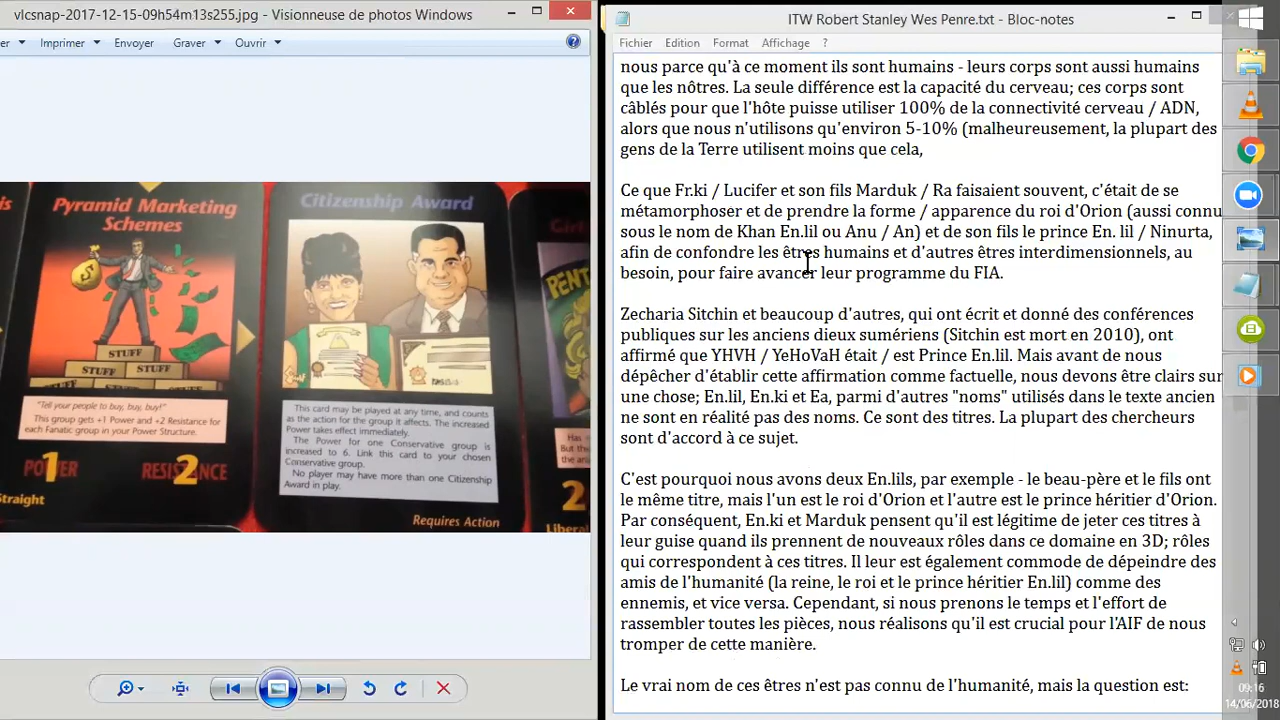 vlcsnap-2017-12-15-09h54m13s255.jpg - Visionneuse de photos Windows
Imprimer
Envoyer
Graver
Ouvrir
Pyramid Marketing
Schemes
STUFF
STUFF
STUFF
STUFF
"Tell your people to buy, buy, buy!"
This group gets +1 Power and +2 Resistance for
each Fanatic group in your Power Structure.
POWER
1
RESISTANCE
2
Straight
Citizenship Award
This card may be played at any time, and counts
as action for the group it affects. The increased
Power takes effect immediately.
The Power for one Conservative group is
increased to 6. Link this card to your chosen
Conservative group.
No player may have more than one Citizenship
Award in play.
Requires Action
2
Liberal
ITW Robert Stanley Wes Penre.txt - Bloc-notes
Fichier Edition Format Affichage ?
nous parce qu'à ce moment ils sont humains - leurs corps sont aussi humains
que les nôtres. La seule différence est la capacité du cerveau; ces corps sont
câblés pour que l'hôte puisse utiliser 100% de la connectivité cerveau / ADN,
alors que nous n'utilisons qu'environ 5-10% (malheureusement, la plupart des
gens de la Terre utilisent moins que cela,
Ce que Fr.ki / Lucifer et son fils Marduk / Ra faisaient souvent, c'était de se
métamorphoser et de prendre la forme / apparence du roi d'Orion (aussi connu
sous le nom de Khan En.lil ou Anu / An) et de son fils le prince En. lil / Ninurta,
afin de confondre les êtres humains et d'autres êtres interdimensionnels, au
besoin, pour faire avancer leur programme du FIA.
Zecharia Sitchin et beaucoup d'autres, qui ont écrit et donné des conférences
publiques sur les anciens dieux sumériens (Sitchin est mort en 2010), ont
affirmé que YHVH / YeHoVaH était / est Prince En.lil. Mais avant de nous
dépêcher d'établir cette affirmation comme factuelle, nous devons être clairs sur
une chose; En.lil, En.ki et Ea, parmi d'autres "noms" utilisés dans le texte ancien
ne sont en réalité pas des noms. Ce sont des titres. La plupart des chercheurs
sont d'accord à ce sujet.
C'est pourquoi nous avons deux En.lils, par exemple - le beau-père et le fils ont
le même titre, mais l'un est le roi d'Orion et l'autre est le prince héritier d'Orion.
Par conséquent, En.ki et Marduk pensent qu'il est légitime de jeter ces titres à
leur guise quand ils prennent de nouveaux rôles dans ce domaine en 3D; rôles
qui correspondent à ces titres. Il leur est également commode de dépeindre des
amis de l'humanité (la reine, le roi et le prince héritier En.lil) comme des
ennemis, et vice versa. Cependant, si nous prenons le temps et l'effort de
rassembler toutes les pièces, nous réalisons qu'il est crucial pour l'AIF de nous
tromper de cette manière.
Le vrai nom de ces êtres n'est pas connu de l'humanité, mais la question est:
09:16
14/06/2018